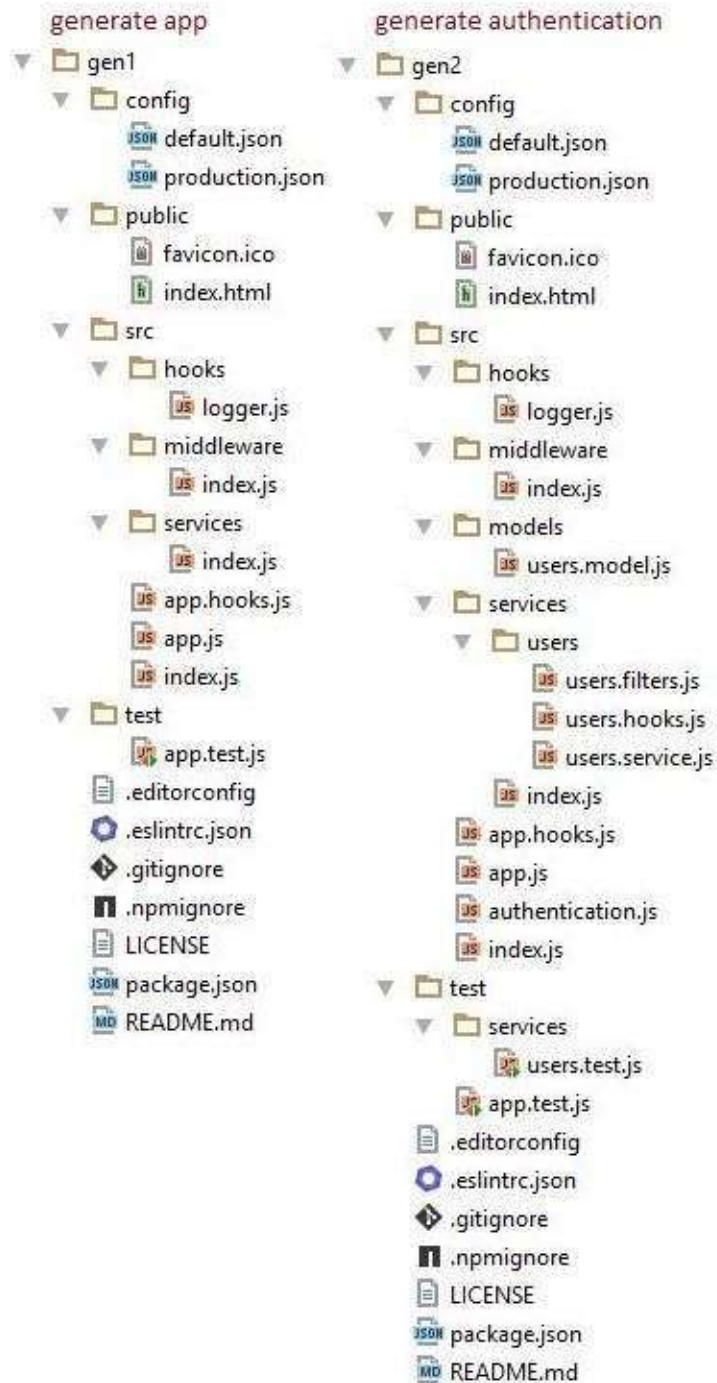 generate app
gen1
config
default.json
production.json
public
favicon.ico
index.html
src
hooks
logger.js
middleware
index.js
services
index.js
app.hooks.js
app.js
index.js
test
app.test.js
.editorconfig
.eslintrc.json
.gitignore
.npmignore
LICENSE
package.json
README.md
generate authentication
gen2
config
default.json
production.json
public
favicon.ico
index.html
src
hooks
logger.js
middleware
index.js
models
users.model.js
services
users
users.filters.js
users.hooks.js
users.service.js
index.js
app.hooks.js
app.js
authentication.js
index.js
test
services
users.test.js
app.test.js
.editorconfig
.eslintrc.json
.gitignore
.npmignore
LICENSE
package.json
README.md